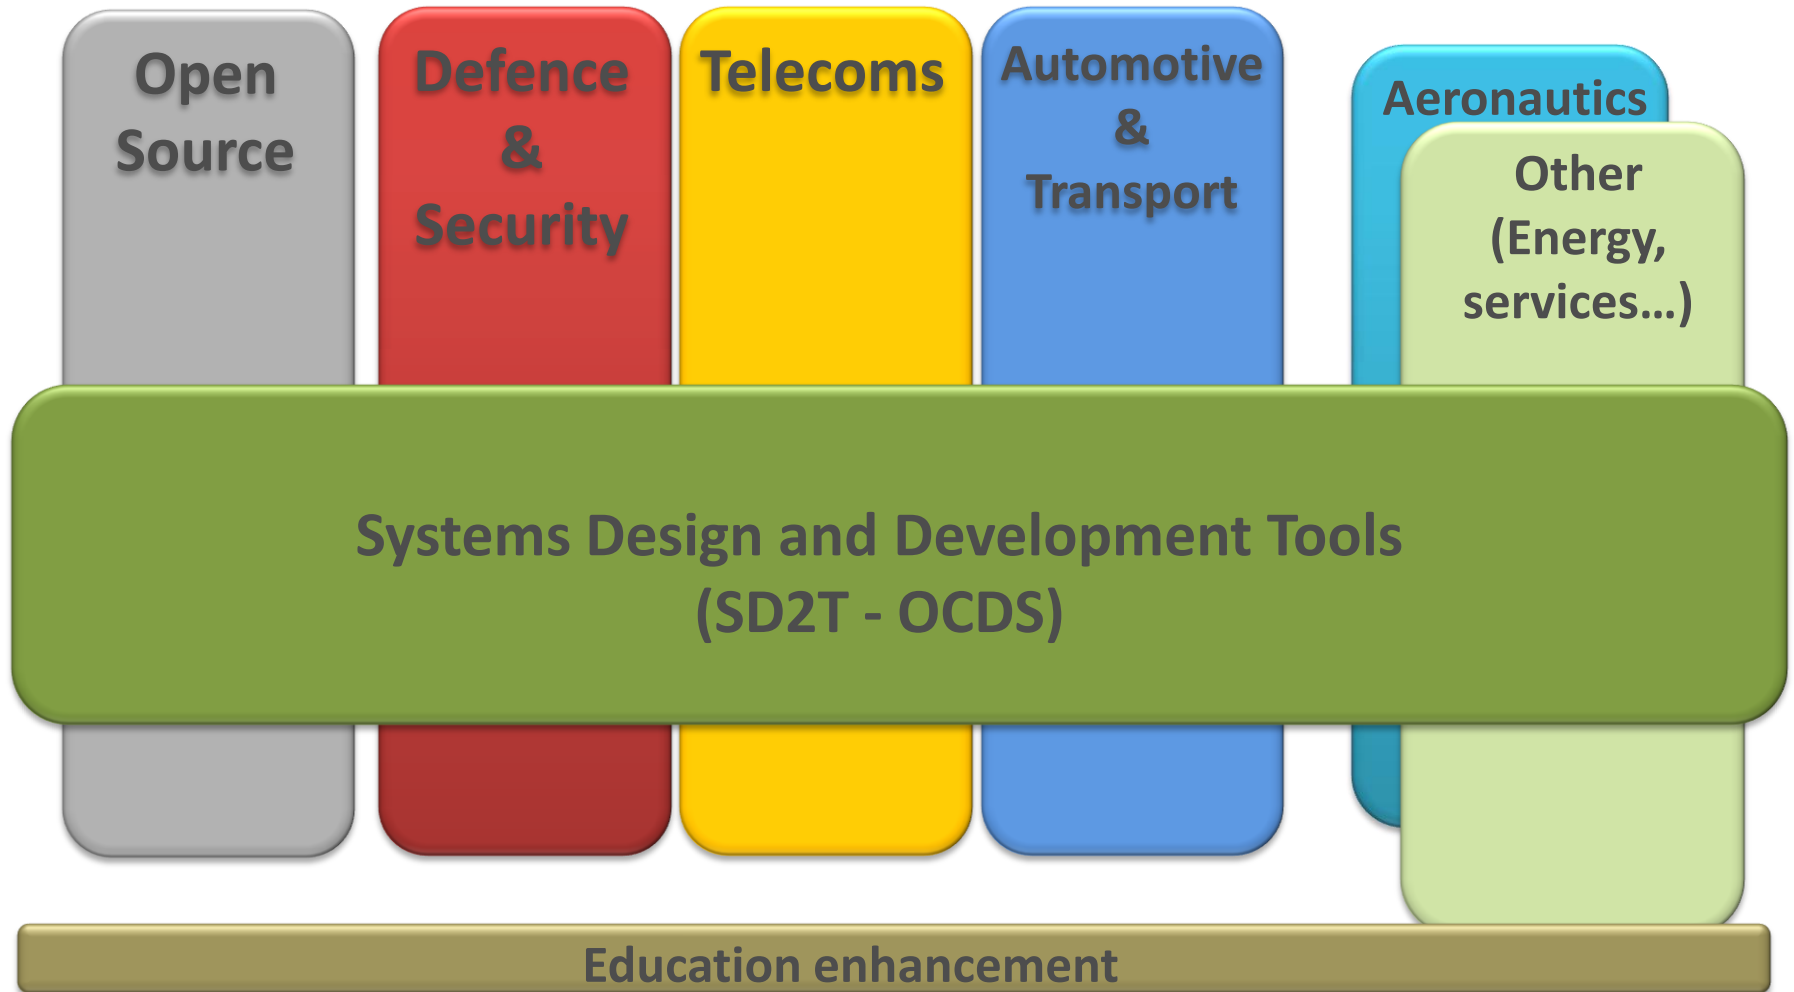 Open
Source
Defence
&
Security
Telecoms
Automotive
&
Transport
Aeronautics
Other
(Energy,
services...)
Systems Design and Development Tools
(SD2T - OCDS)
Education enhancement